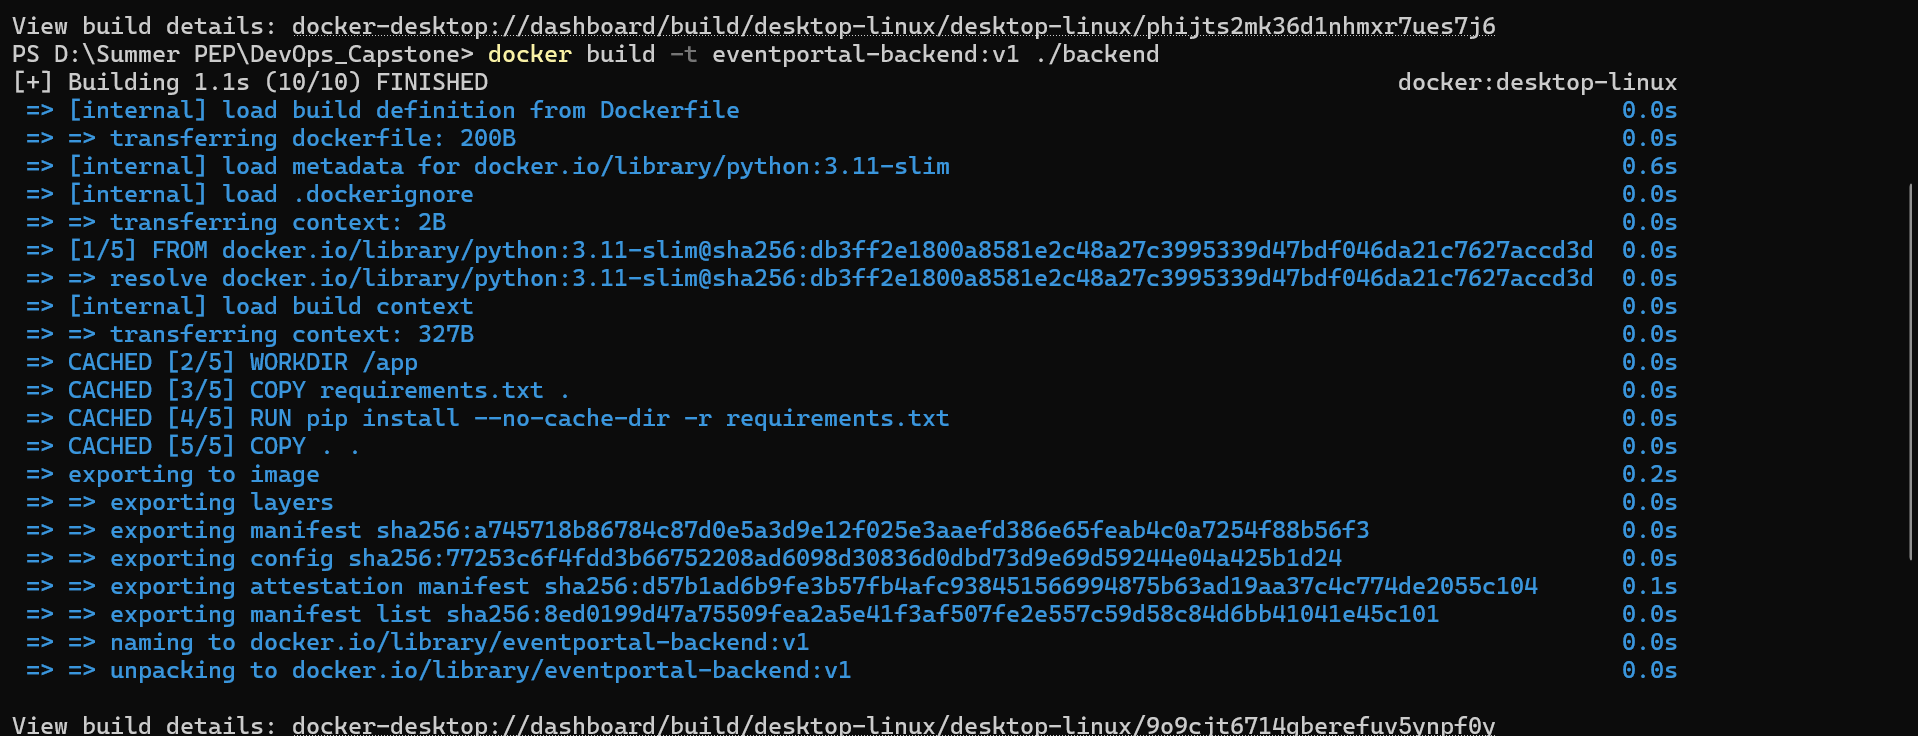 View build details: docker-desktop://dashboard/build/desktop-linux/desktop-linux/phijts2mk36d1nhmxr7ues7j6
PS D:\Summer PEP\DevOps_Capstone> docker build -t eventportal-backend:v1 ./backend
[+] Building 1.1s (10/10) FINISHED docker:desktop-linux
=> [internal] load build definition from Dockerfile 0.0s
=> => transferring dockerfile: 200B 0.0s
=> [internal] load metadata for docker.io/library/python:3.11-slim 0.6s
=> [internal] load .dockerignore 0.0s
=> => transferring context: 2B 0.0s
=> [1/5] FROM docker.io/library/python:3.11-slim@sha256:db3ff2e1800a8581e2c48a27c3995339d47bdf046da21c7627accd3d 0.0s
=> => resolve docker.io/library/python:3.11-slim@sha256:db3ff2e1800a8581e2c48a27c3995339d47bdf046da21c7627accd3d 0.0s
=> [internal] load build context 0.0s
=> => transferring context: 327B 0.0s
=> CACHED [2/5] WORKDIR /app 0.0s
=> CACHED [3/5] COPY requirements.txt . 0.0s
=> CACHED [4/5] RUN pip install --no-cache-dir -r requirements.txt 0.0s
=> CACHED [5/5] COPY . . 0.0s
=> exporting to image 0.2s
=> => exporting layers 0.0s
=> => exporting manifest sha256:a745718b86784c87d0e5a3d9e12f025e3aaefd386e65feab4c0a7254f88b56f3 0.0s
=> => exporting config sha256:77253c6f4fdd3b66752208ad6098d30836d0dbd73d9e69d59244e04a425b1d24 0.0s
=> => exporting attestation manifest sha256:d57b1ad6b9fe3b57fb4afc938451566994875b63ad19aa37c4c774de2055c104 0.1s
=> => exporting manifest list sha256:8ed0199d47a75509fea2a5e41f3af507fe2e557c59d58c84d6bb41041e45c101 0.0s
=> => naming to docker.io/library/eventportal-backend:v1 0.0s
=> => unpacking to docker.io/library/eventportal-backend:v1 0.0s
View build details: docker-desktop://dashboard/build/desktop-linux/desktop-linux/9o9cjt6714qberefuv5ynpf0y